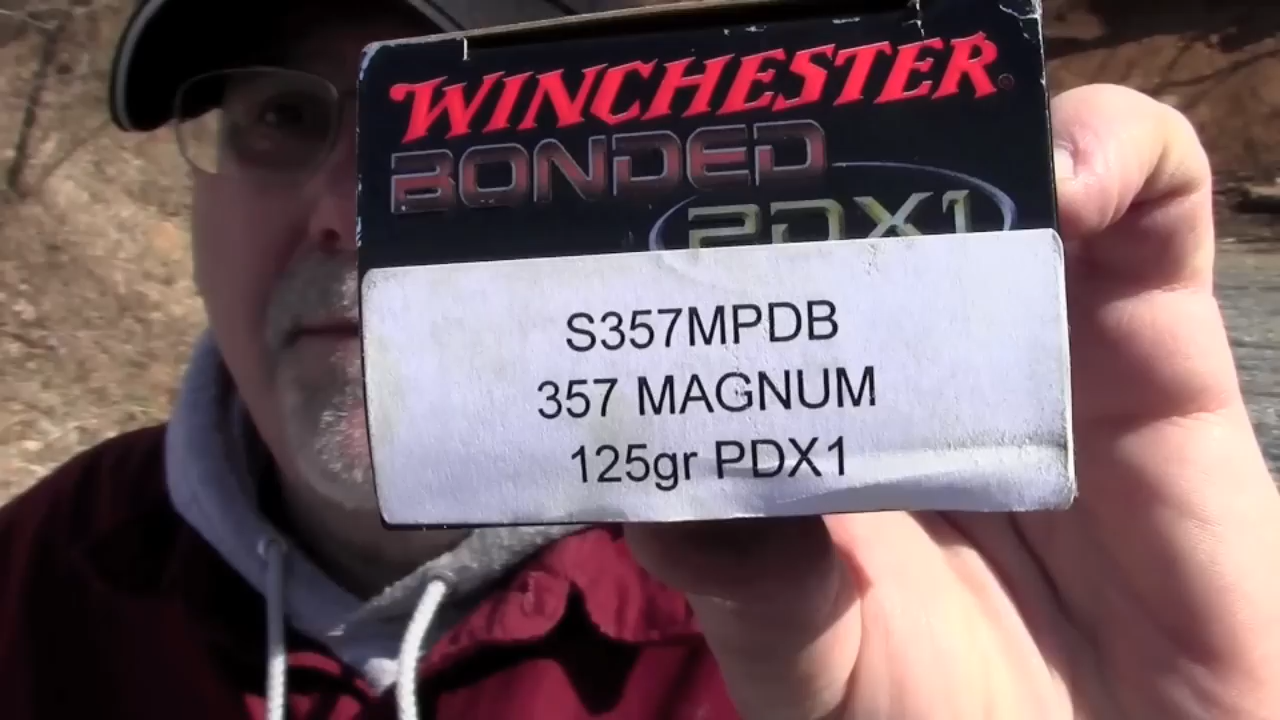 WINCHESTER
BONDED
PDX1
S357MPDB
357 MAGNUM
125gr PDX1